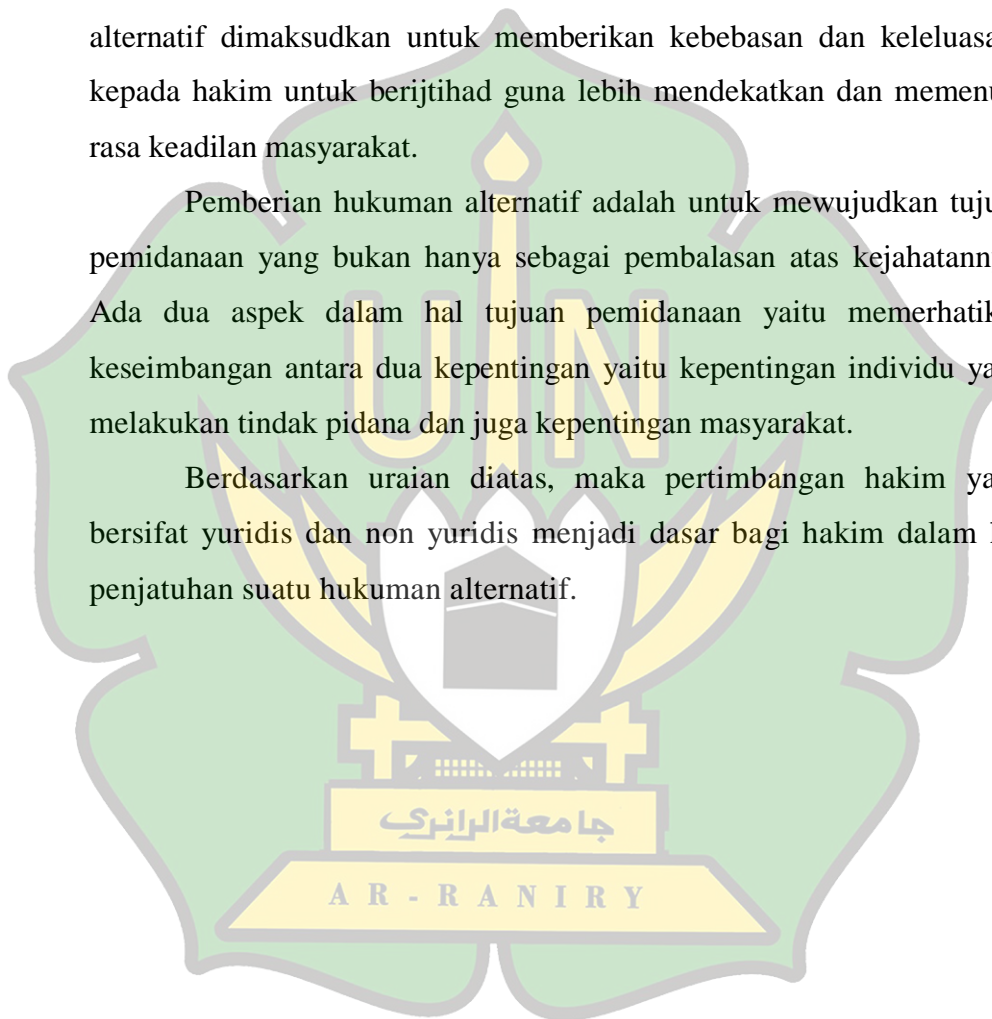 alternatif dimaksudkan untuk memberikan kebebasan dan keleluasa
kepada hakim untuk berijtihad guna lebih mendekatkan dan memenu
rasa keadilan masyarakat.
Pemberian hukuman alternatif adalah untuk mewujudkan tuju
pemidanaan yang bukan hanya sebagai pembalasan atas kejahatann
Ada dua aspek dalam hal tujuan pemidanaan yaitu memerhatik
keseimbangan antara dua kepentingan yaitu kepentingan individu ya
melakukan tindak pidana dan juga kepentingan masyarakat.
Berdasarkan uraian diatas, maka pertimbangan hakim ya
bersifat yuridis dan non yuridis menjadi dasar bagi hakim dalam
penjatuhan suatu hukuman alternatif.
UIN
جامعة الرانري
AR-RANIRY